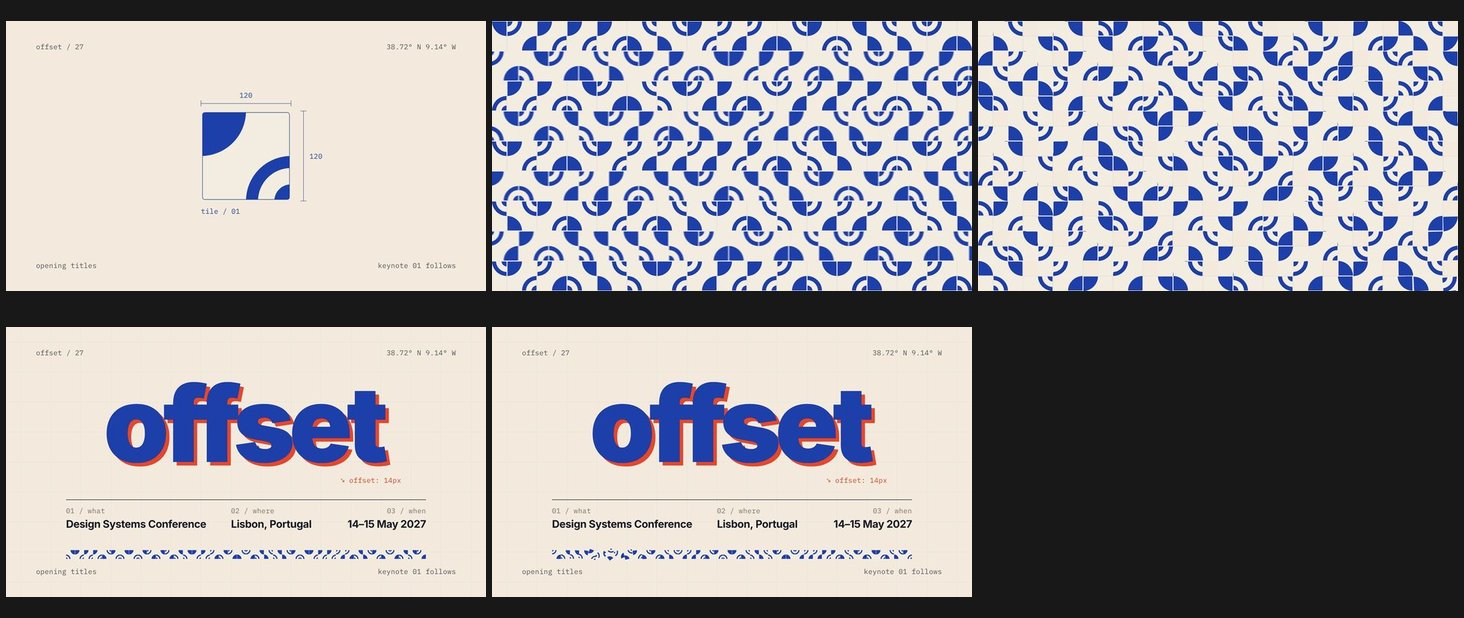 offset / 27
38.72° N 9.14° W
120
120
tile / 01
opening titles
keynote 01 follows
offset / 27
38.72° N 9.14° W
offset
↘ offset: 14px
01 / what
02 / where
03 / when
Design Systems Conference
Lisbon, Portugal
14–15 May 2027
opening titles
keynote 01 follows
offset / 27
38.72° N 9.14° W
offset
↘ offset: 14px
01 / what
02 / where
03 / when
Design Systems Conference
Lisbon, Portugal
14–15 May 2027
opening titles
keynote 01 follows